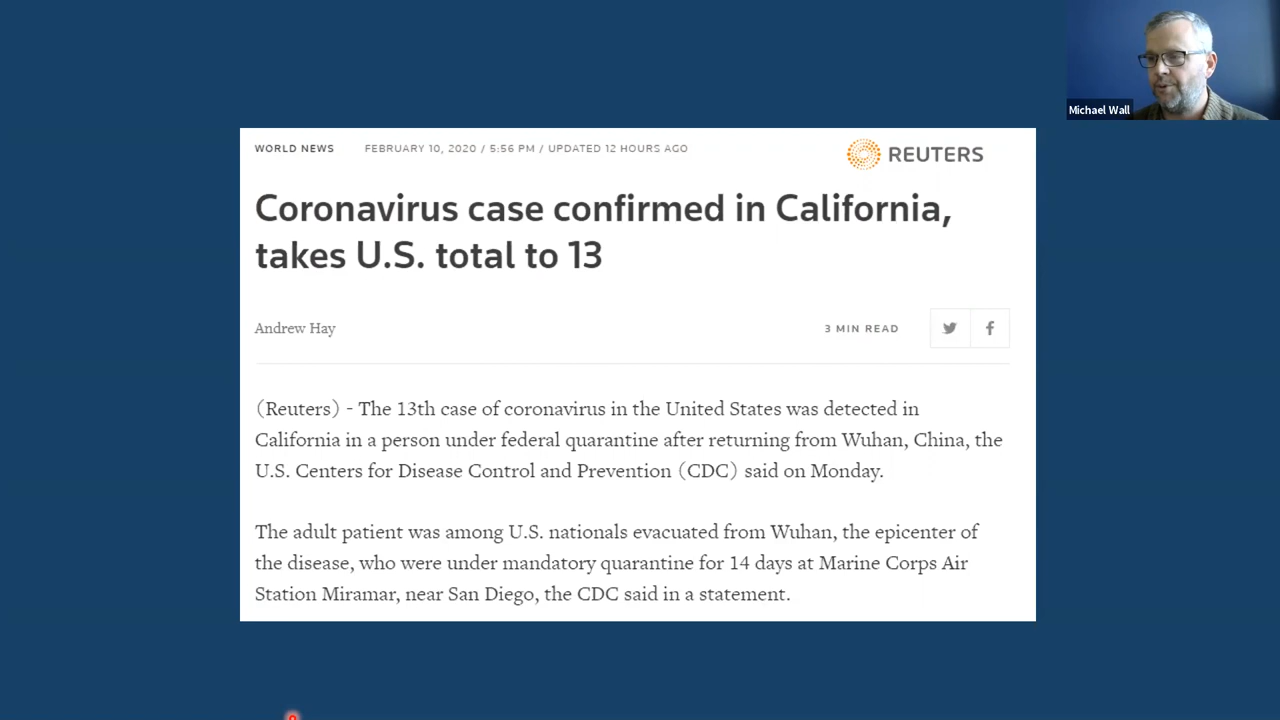 Michael Wall
WORLD NEWS FEBRUARY 10, 2020 / 5:56 PM / UPDATED 12 HOURS AGO
REUTERS
Coronavirus case confirmed in California,
takes U.S. total to 13
Andrew Hay
3 MIN READ
(Reuters) - The 13th case of coronavirus in the United States was detected in
California in a person under federal quarantine after returning from Wuhan, China, the
U.S. Centers for Disease Control and Prevention (CDC) said on Monday.
The adult patient was among U.S. nationals evacuated from Wuhan, the epicenter of
the disease, who were under mandatory quarantine for 14 days at Marine Corps Air
Station Miramar, near San Diego, the CDC said in a statement.